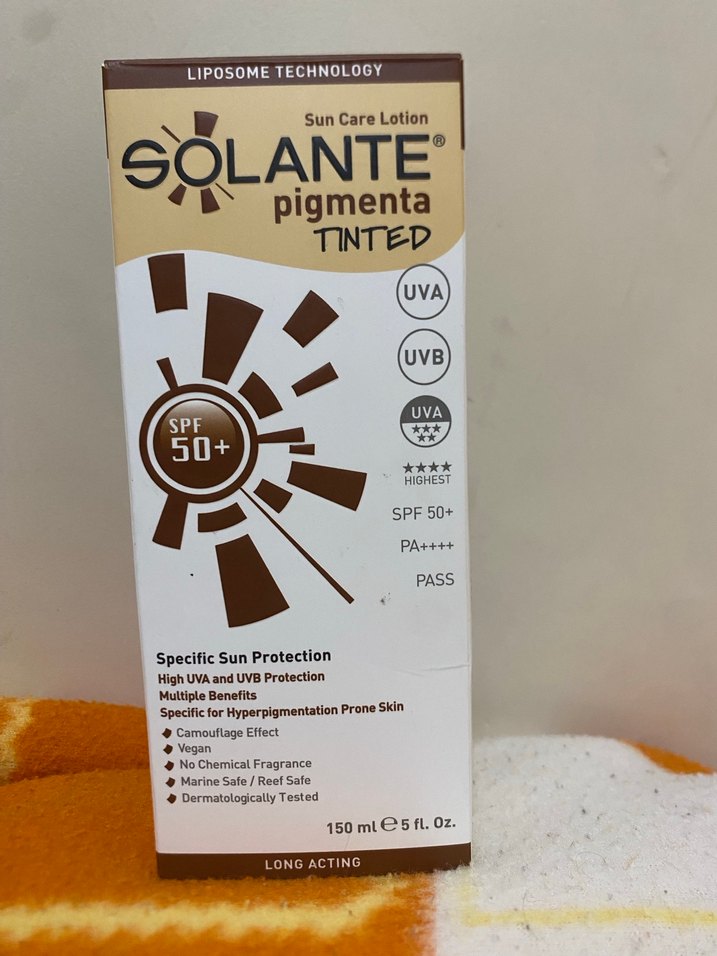 LIPOSOME TECHNOLOGY
Sun Care Lotion
SOLANTE®
pigmenta
TINTED
UVA
UVB
UVA
★★★
★★
★★★★
HIGHEST
SPF
50+
SPF 50+
PA++++
PASS
Specific Sun Protection
High UVA and UVB Protection
Multiple Benefits
Specific for Hyperpigmentation Prone Skin
Camouflage Effect
Vegan
No Chemical Fragrance
Marine Safe / Reef Safe
Dermatologically Tested
150 ml ℮ 5 fl. Oz.
LONG ACTING